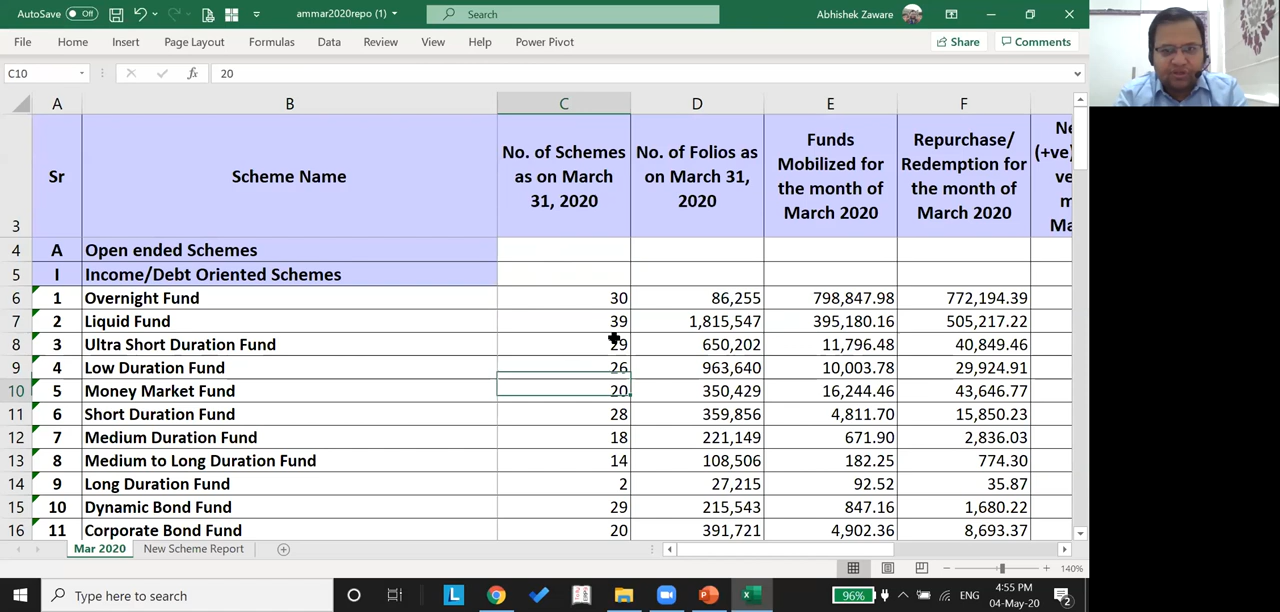 AutoSave Off ammar2020repo (1) Search Abhishek Zaware
File Home Insert Page Layout Formulas Data Review View Help Power Pivot Share Comments
C10 fx 20
A B C D E F
3 Sr Scheme Name No. of Schemes as on March 31, 2020 No. of Folios as on March 31, 2020 Funds Mobilized for the month of March 2020 Repurchase/ Redemption for the month of March 2020
4 A Open ended Schemes
5 I Income/Debt Oriented Schemes
6 1 Overnight Fund 30 86,255 798,847.98 772,194.39
7 2 Liquid Fund 39 1,815,547 395,180.16 505,217.22
8 3 Ultra Short Duration Fund 29 650,202 11,796.48 40,849.46
9 4 Low Duration Fund 26 963,640 10,003.78 29,924.91
10 5 Money Market Fund 20 350,429 16,244.46 43,646.77
11 6 Short Duration Fund 28 359,856 4,811.70 15,850.23
12 7 Medium Duration Fund 18 221,149 671.90 2,836.03
13 8 Medium to Long Duration Fund 14 108,506 182.25 774.30
14 9 Long Duration Fund 2 27,215 92.52 35.87
15 10 Dynamic Bond Fund 29 215,543 847.16 1,680.22
16 11 Corporate Bond Fund 20 391,721 4,902.36 8,693.37
Mar 2020 New Scheme Report
140%
Type here to search 96% ENG 4:55 PM
04-May-20 2